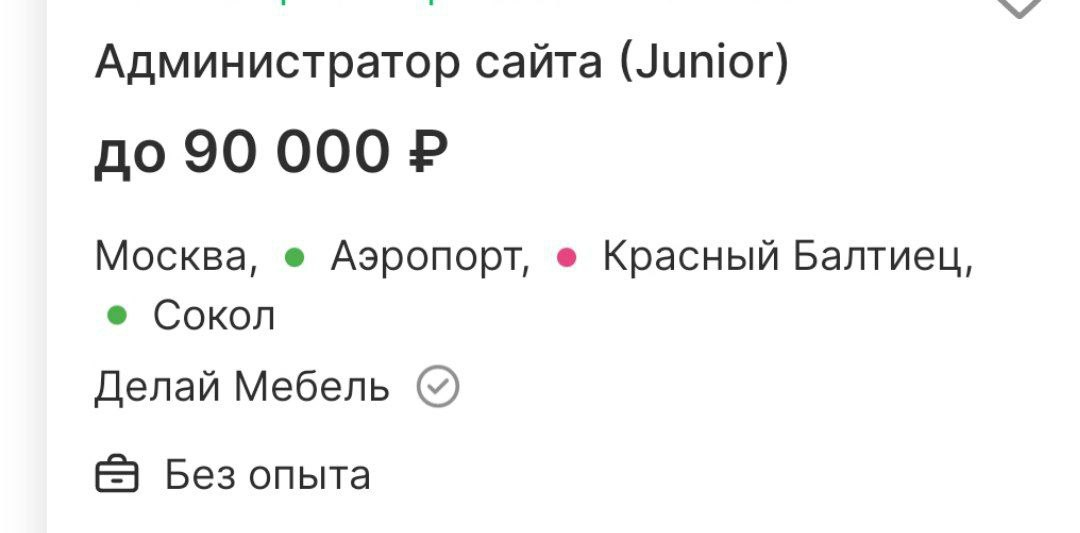 Администратор сайта (Junior)
до 90 000 ₽
Москва, Аэропорт, Красный Балтиец,
Сокол
Делай Мебель
Без опыта